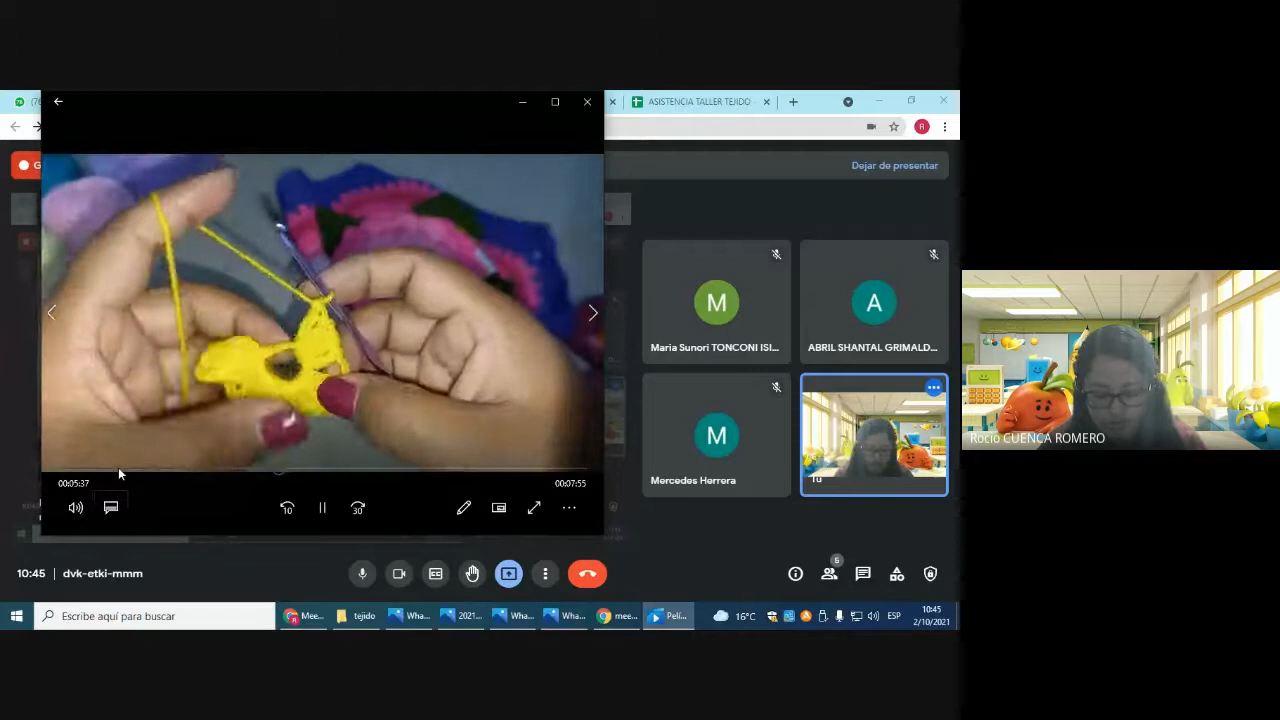 ASISTENCIA TALLER TEJIDO
Dejar de presentar
Maria Sunori TONCONI ISI...
ABRIL SHANTAL GRIMALD...
Mercedes Herrera
Tú
Rocio CUENCA ROMERO
00:05:37
00:07:55
10
30
10:45 | dvk-etki-mmm
5
Escribe aquí para buscar
Mee...
tejido
Wha...
2021...
Wha...
Wha...
mee...
Pelí...
16°C
ESP
10:45
2/10/2021
M
A
M
R